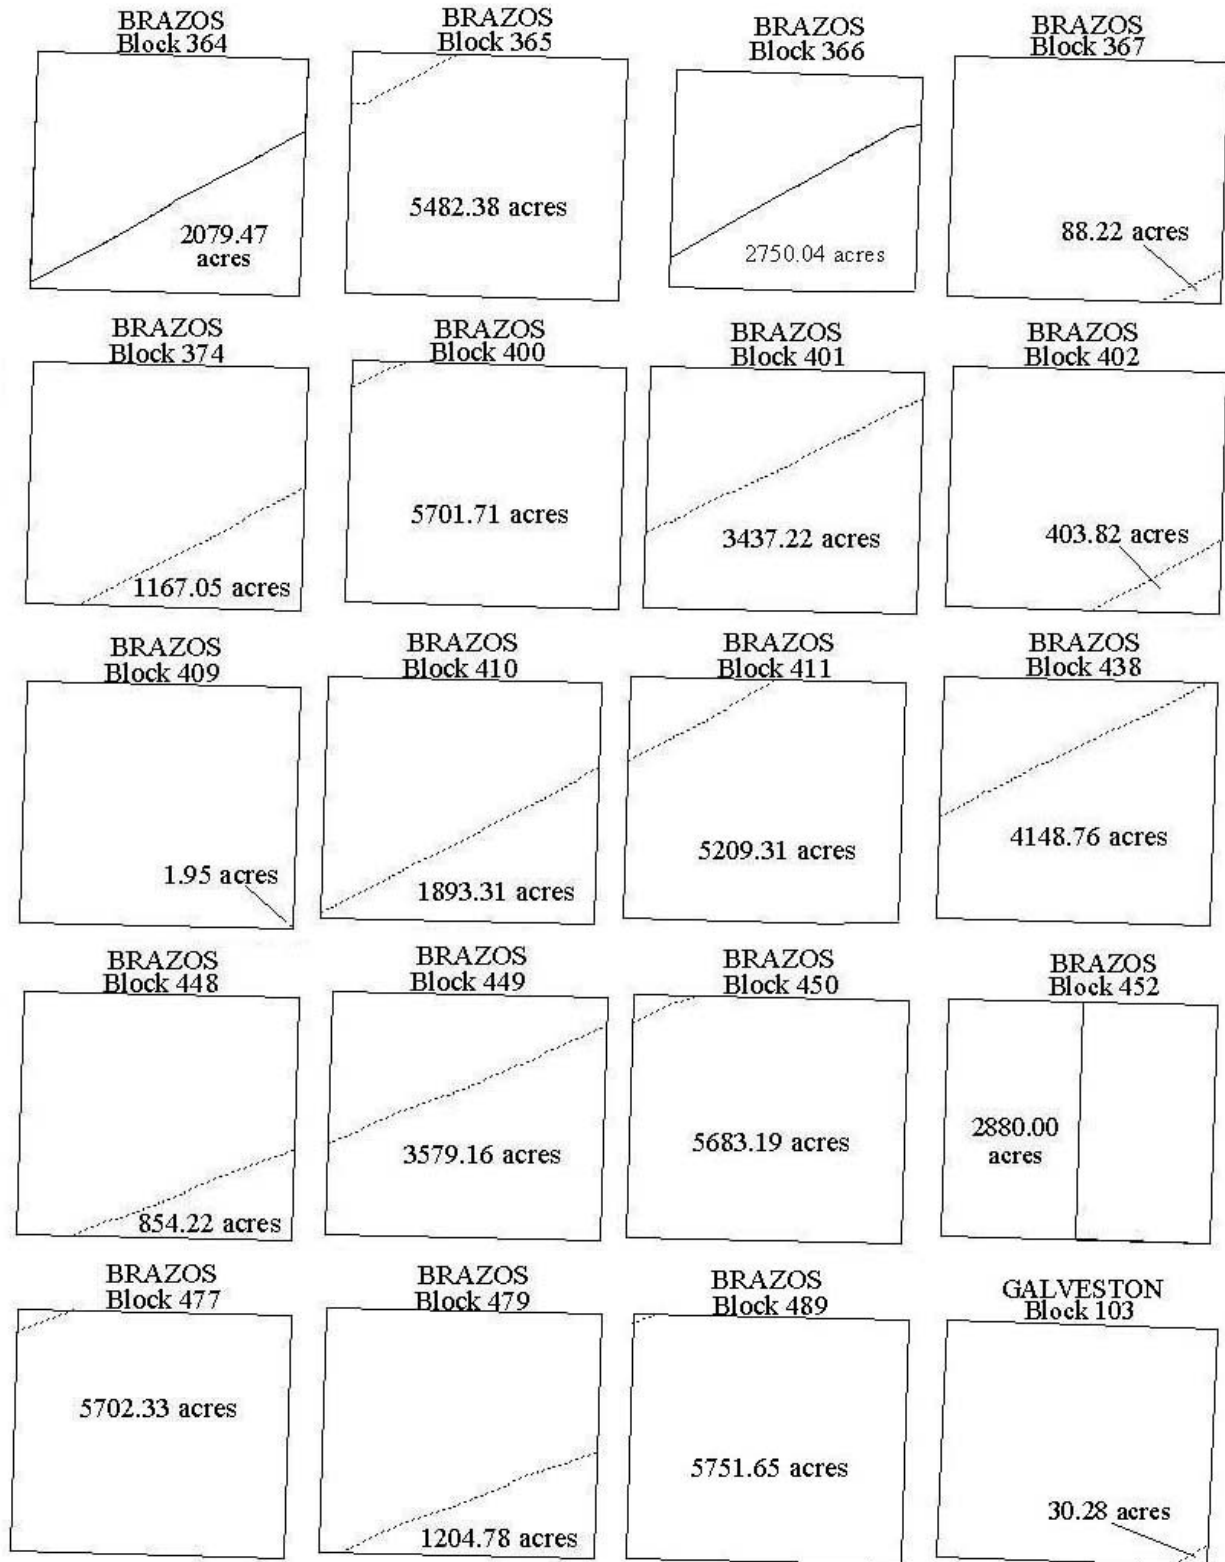 BRAZOS
Block 364
2079.47
acres
BRAZOS
Block 365
5482.38 acres
BRAZOS
Block 366
2750.04 acres
BRAZOS
Block 367
88.22 acres
BRAZOS
Block 374
1167.05 acres
BRAZOS
Block 400
5701.71 acres
BRAZOS
Block 401
3437.22 acres
BRAZOS
Block 402
403.82 acres
BRAZOS
Block 409
1.95 acres
BRAZOS
Block 410
1893.31 acres
BRAZOS
Block 411
5209.31 acres
BRAZOS
Block 438
4148.76 acres
BRAZOS
Block 448
854.22 acres
BRAZOS
Block 449
3579.16 acres
BRAZOS
Block 450
5683.19 acres
BRAZOS
Block 452
2880.00
acres
BRAZOS
Block 477
5702.33 acres
BRAZOS
Block 479
1204.78 acres
BRAZOS
Block 489
5751.65 acres
GALVESTON
Block 103
30.28 acres